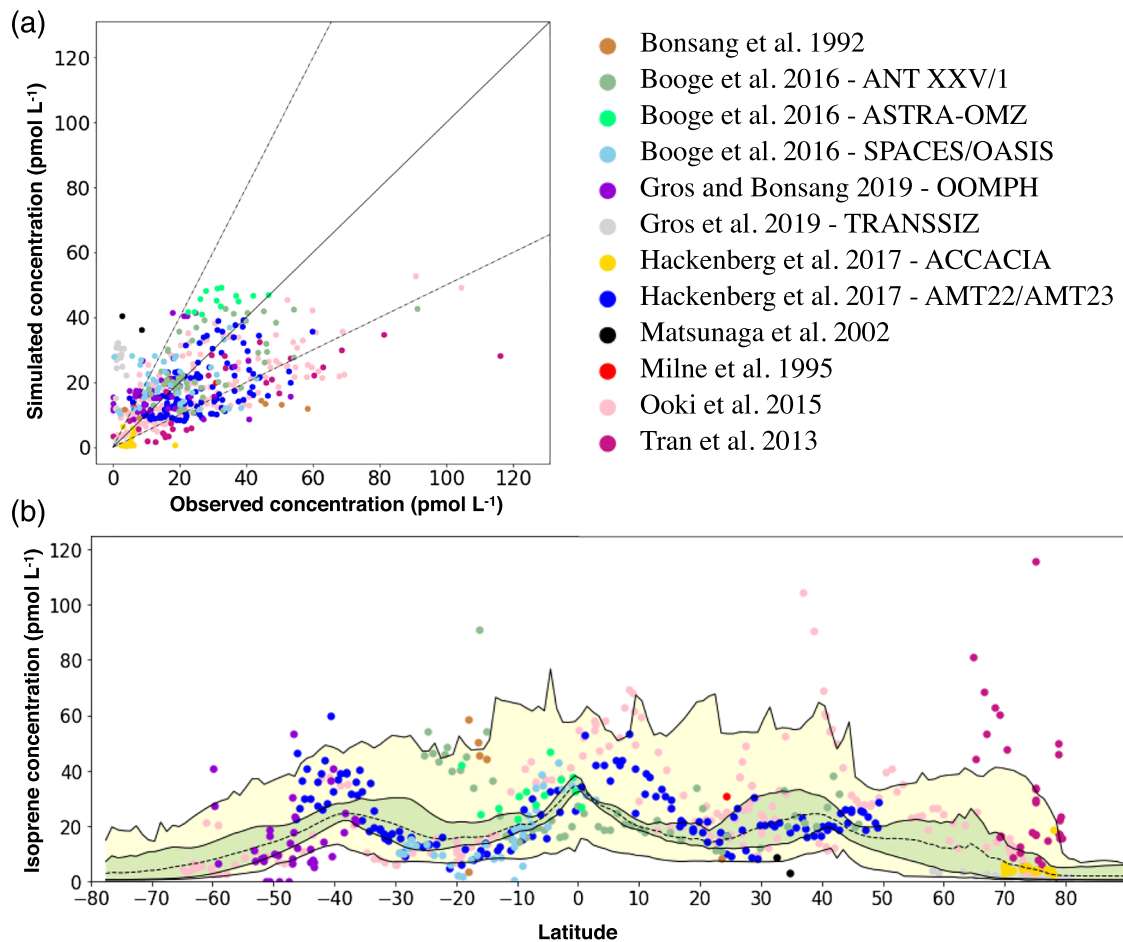 (a)
120
100
80
60
40
20
0
Simulated concentration (pmol L-1)
0 20 40 60 80 100 120
Observed concentration (pmol L-1)
Bonsang et al. 1992
Booge et al. 2016 - ANT XXV/1
Booge et al. 2016 - ASTRA-OMZ
Booge et al. 2016 - SPACES/OASIS
Gros and Bonsang 2019 - OOMPH
Gros et al. 2019 - TRANSSIZ
Hackenberg et al. 2017 - ACCACIA
Hackenberg et al. 2017 - AMT22/AMT23
Matsunaga et al. 2002
Milne et al. 1995
Ooki et al. 2015
Tran et al. 2013
(b)
120
100
80
60
40
20
0
Isoprene concentration (pmol L-1)
−80 −70 −60 −50 −40 −30 −20 −10 0 10 20 30 40 50 60 70 80
Latitude